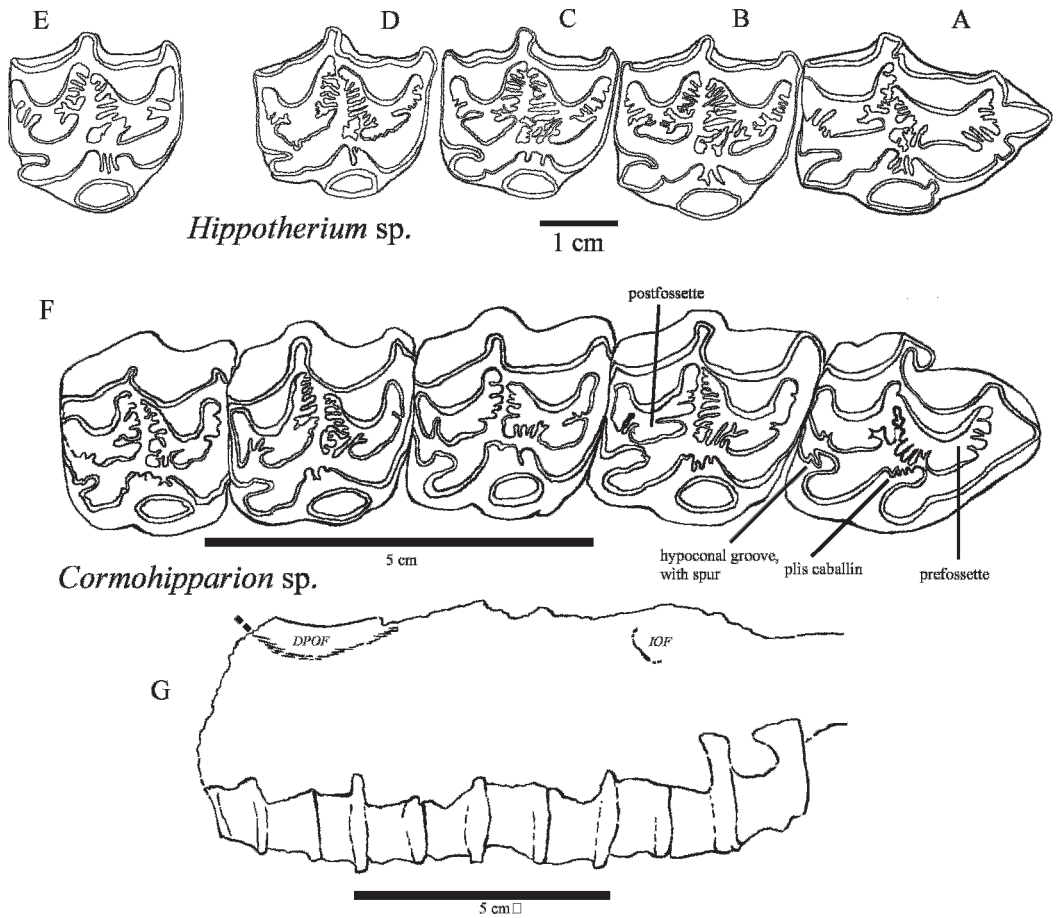 E
D
C
B
A
Hippotherium sp.
1 cm
F
postfossette
5 cm
hypoconal groove,
with spur
plis caballin
prefossette
Cormohipparion sp.
DPOF
IOF
G
5 cm□